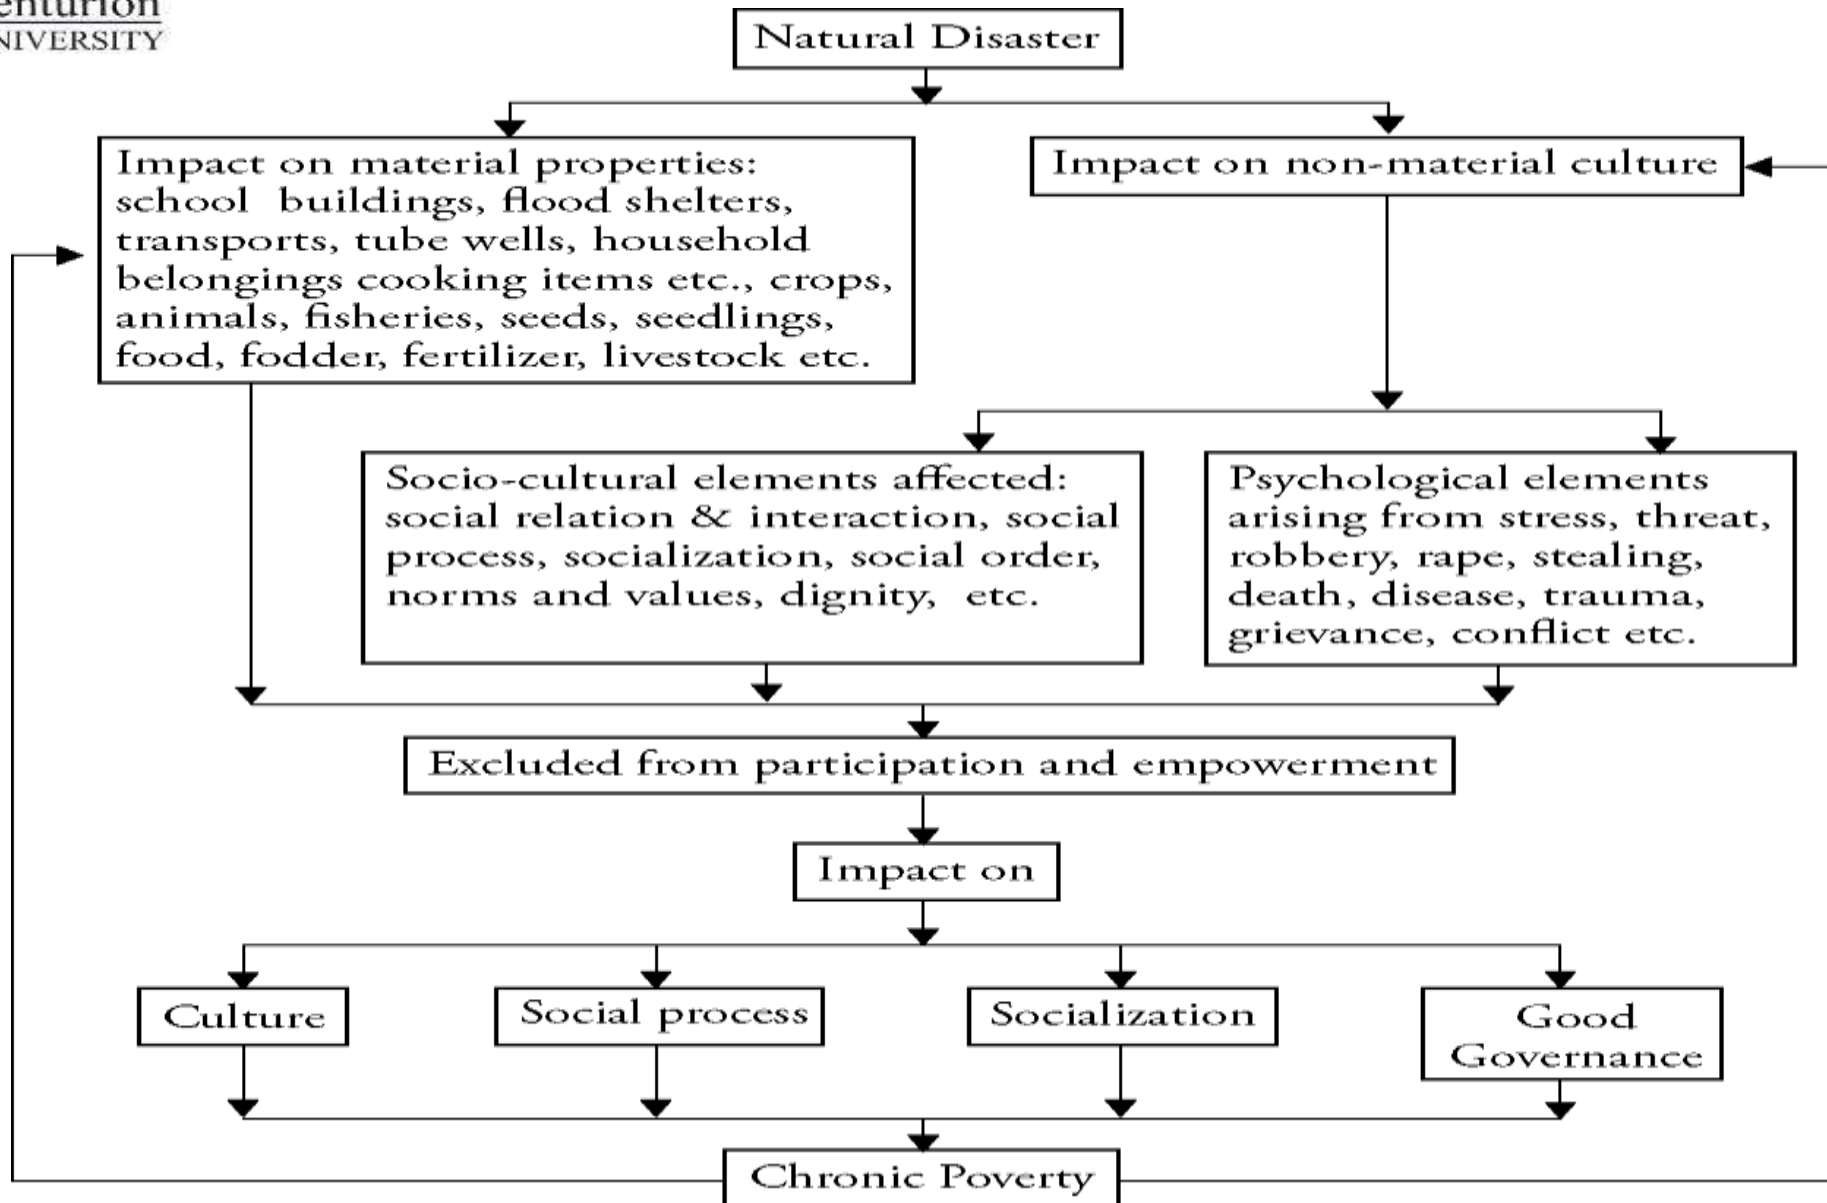 enturion
NIVERSITY
Natural Disaster
Impact on material properties:
school buildings, flood shelters,
transports, tube wells, household
belongings cooking items etc., crops,
animals, fisheries, seeds, seedlings,
food, fodder, fertilizer, livestock etc.
Impact on non-material culture
Socio-cultural elements affected:
social relation & interaction, social
process, socialization, social order,
norms and values, dignity, etc.
Psychological elements
arising from stress, threat,
robbery, rape, stealing,
death, disease, trauma,
grievance, conflict etc.
Excluded from participation and empowerment
Impact on
Culture
Social process
Socialization
Good
Governance
Chronic Poverty